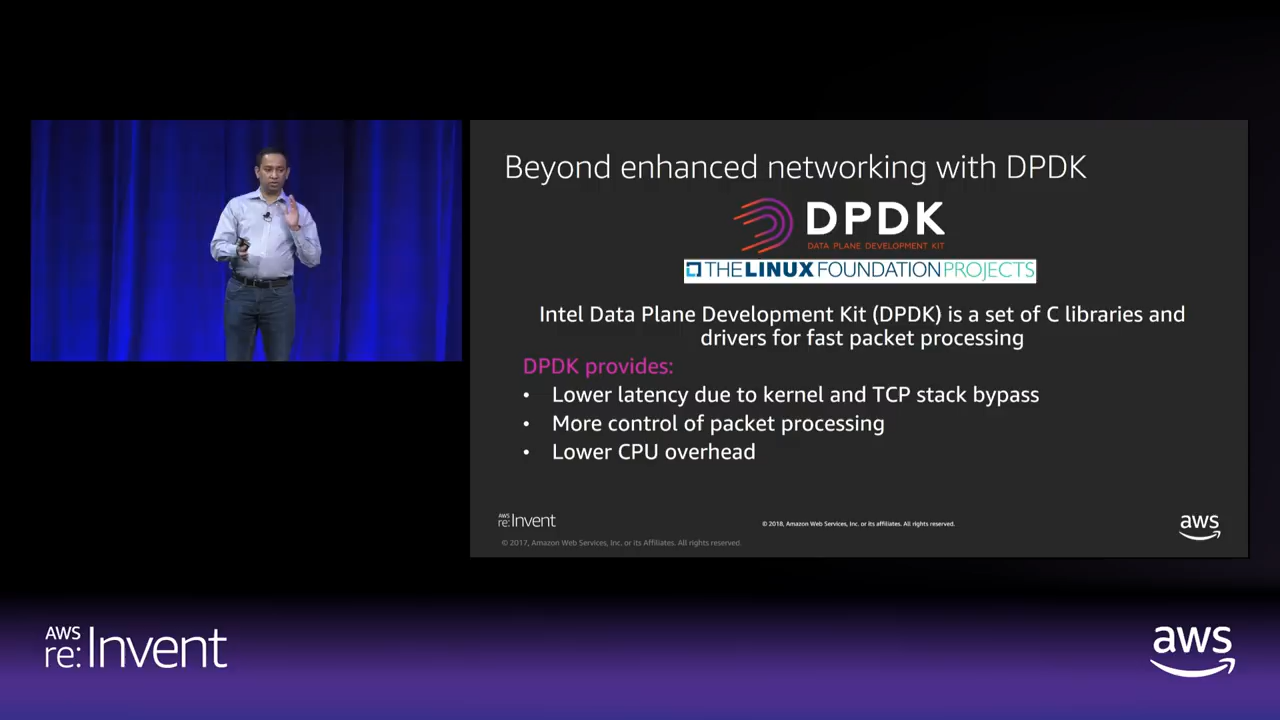 Beyond enhanced networking with DPDK
DPDK
DATA PLANE DEVELOPMENT KIT
THE LINUX FOUNDATION PROJECTS
Intel Data Plane Development Kit (DPDK) is a set of C libraries and
drivers for fast packet processing
DPDK provides:
• Lower latency due to kernel and TCP stack bypass
• More control of packet processing
• Lower CPU overhead
AWS
re:Invent
© 2018, Amazon Web Services, Inc. or its affiliates. All rights reserved.
aws
© 2017, Amazon Web Services, Inc. or its Affiliates. All rights reserved.
AWS
re:Invent
aws